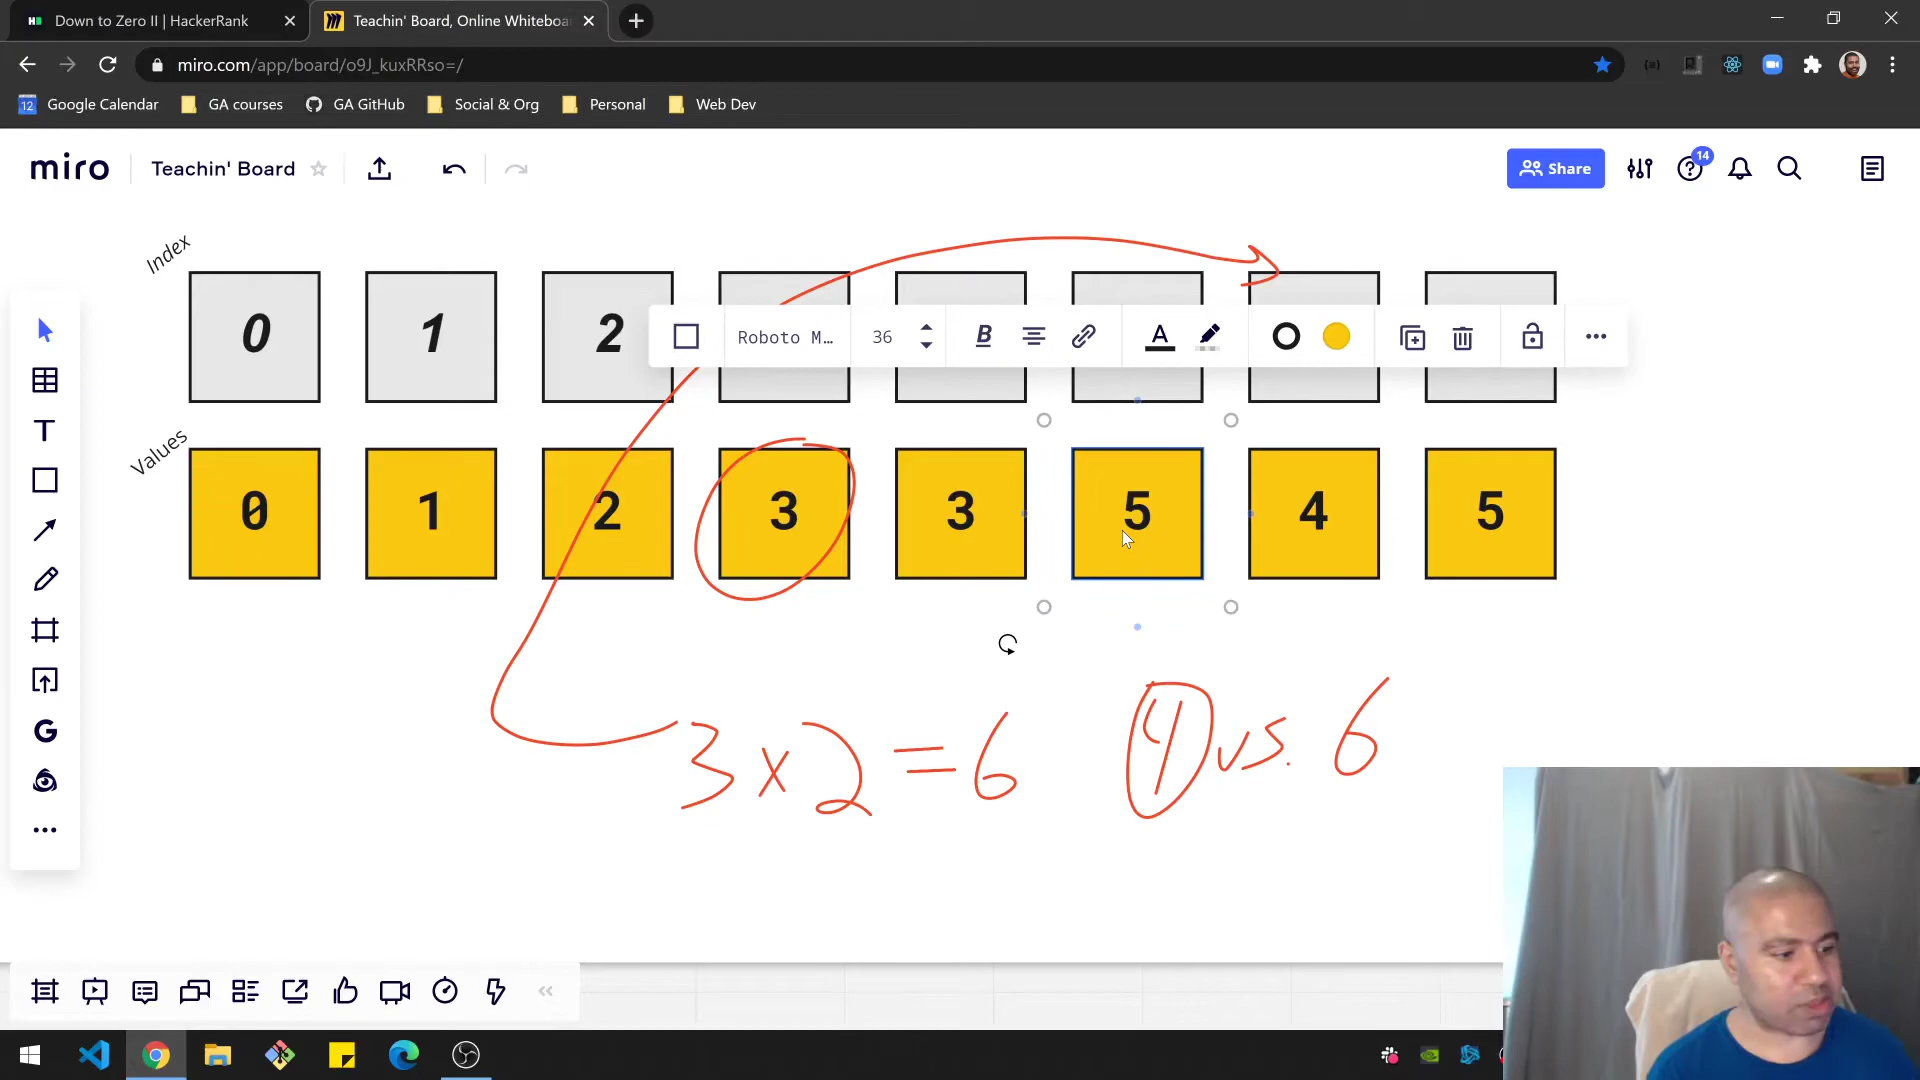 Down to Zero II | HackerRank
Teachin' Board, Online Whiteboa
miro.com/app/board/o9J_kuxRRso=/
12 Google Calendar GA courses GA GitHub Social & Org Personal Web Dev
miro Teachin' Board Share 14
Index
0 1 2
Roboto M... 36 B A
Values
0 1 2 3 3 5 4 5
3 x 2 = 6 4 vs. 6